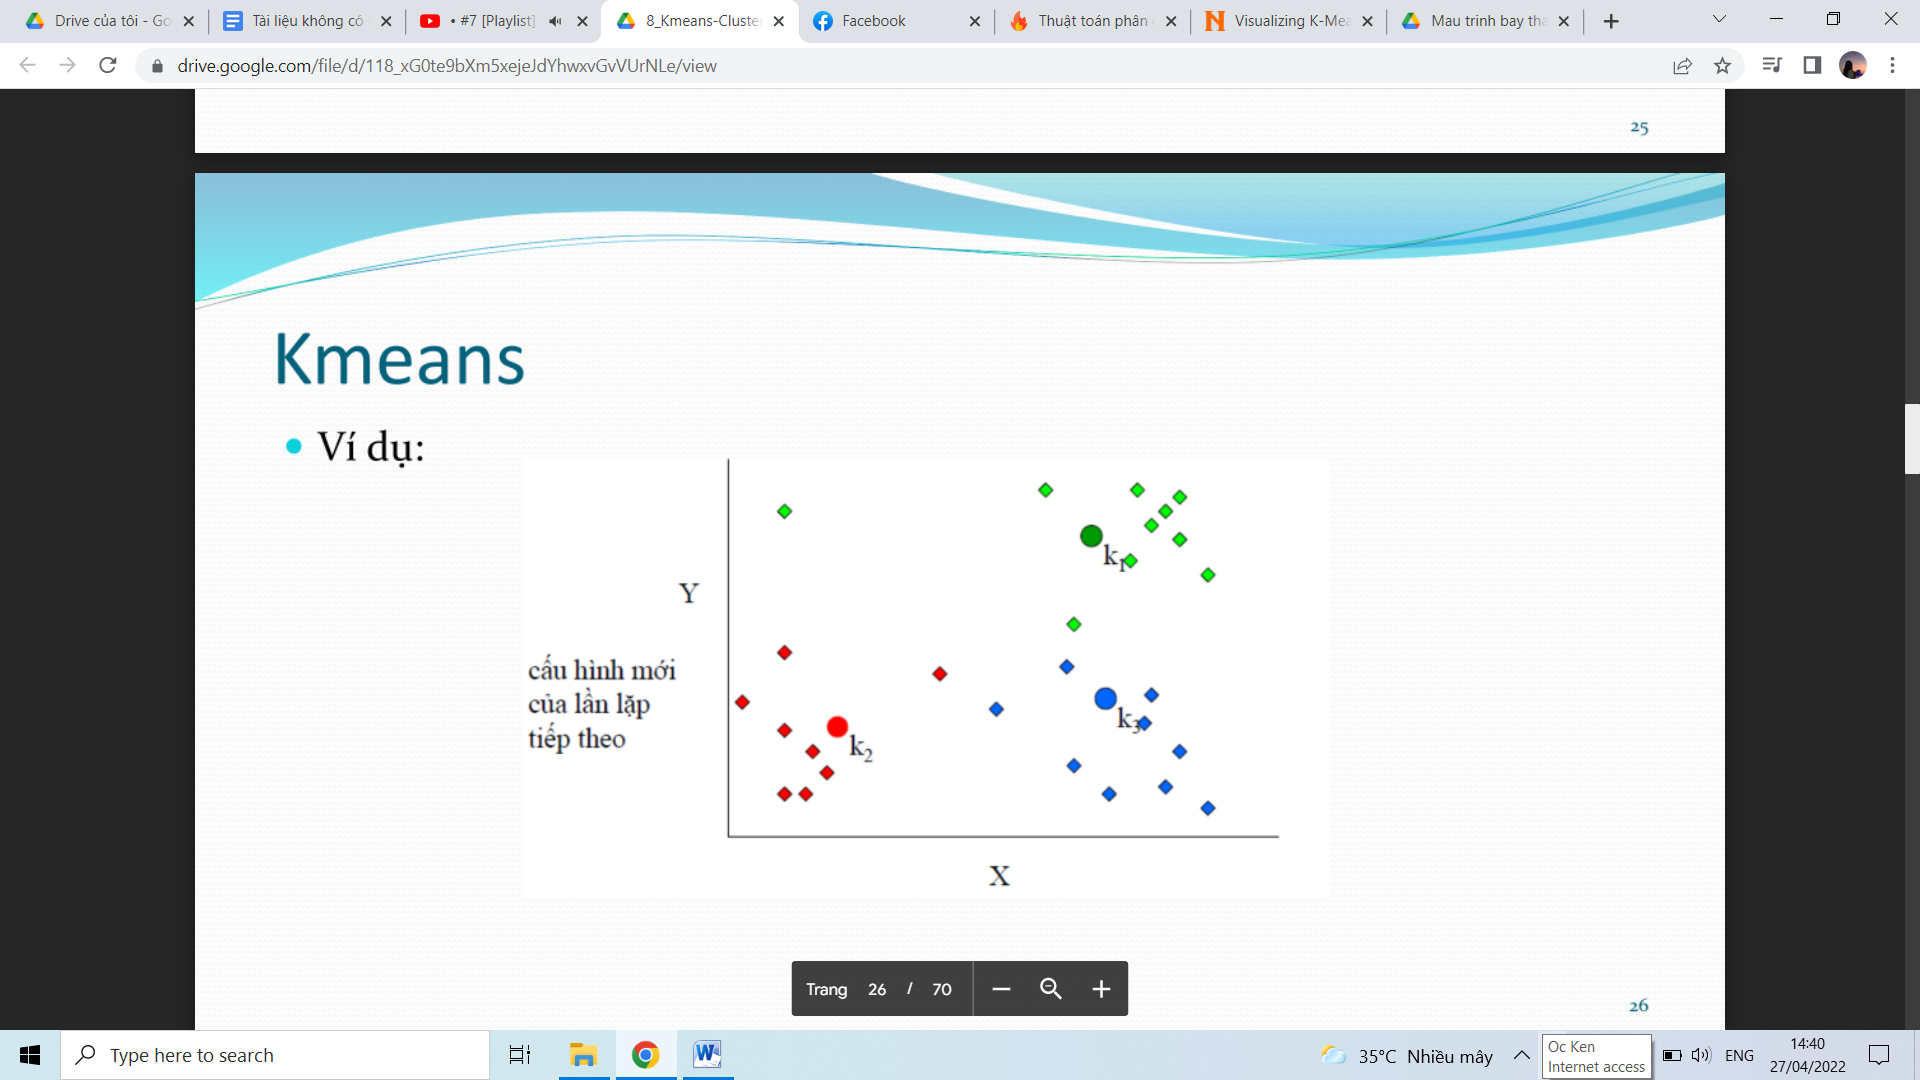 Drive của tôi - Go
Tài liệu không có
• #7 [Playlist]
8_Kmeans-Cluste
Facebook
Thuật toán phân
Visualizing K-Mea
Mau trinh bay tha
drive.google.com/file/d/118_xG0te9bXm5xejeJdYhwxvGvVUrNLe/view
25
Kmeans
Ví dụ:
Y
k1
cấu hình mới
của lần lặp
tiếp theo
k2
k3
X
Trang 26 / 70
26
Type here to search
35°C Nhiều mây
Oc Ken
Internet access
ENG
14:40
27/04/2022